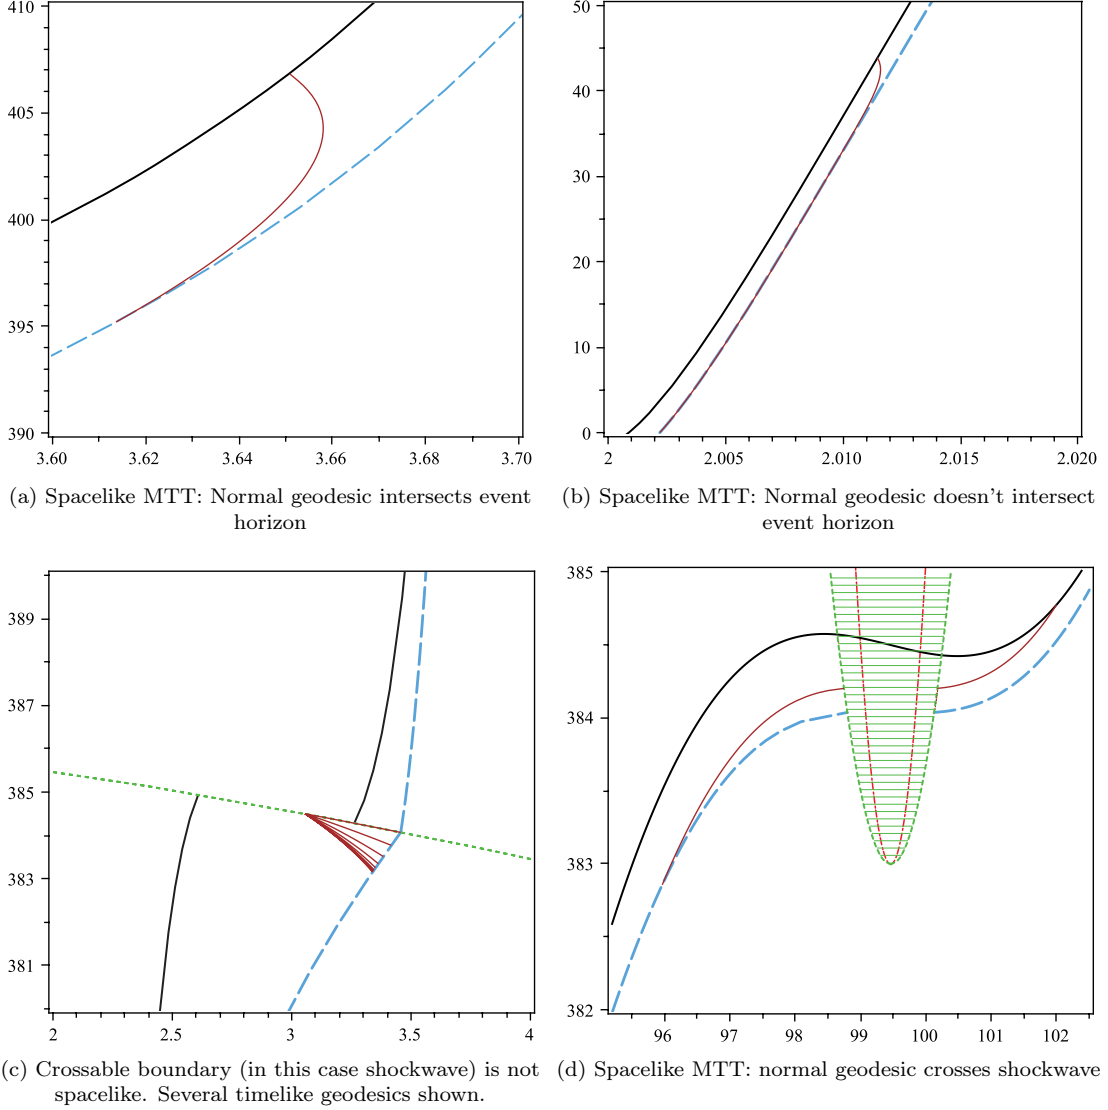 410
405
400
395
390
3.60 3.62 3.64 3.66 3.68 3.70
(a) Spacelike MTT: Normal geodesic intersects event
horizon
50
40
30
20
10
0
2 2.005 2.010 2.015 2.020
(b) Spacelike MTT: Normal geodesic doesn't intersect
event horizon
389
387
385
383
381
2 2.5 3 3.5 4
(c) Crossable boundary (in this case shockwave) is not
spacelike. Several timelike geodesics shown.
385
384
383
382
96 97 98 99 100 101 102
(d) Spacelike MTT: normal geodesic crosses shockwave